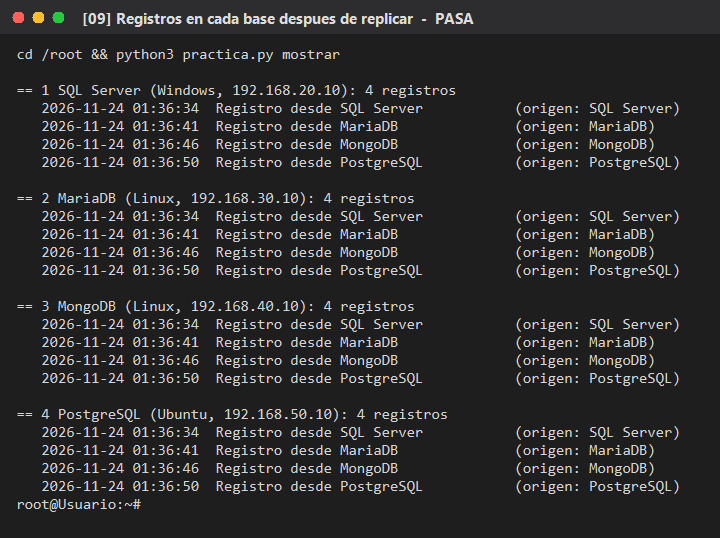 [09] Registros en cada base despues de replicar - PASA
cd /root && python3 practica.py mostrar
== 1 SQL Server (Windows, 192.168.20.10): 4 registros
2026-11-24 01:36:34 Registro desde SQL Server (origen: SQL Server)
2026-11-24 01:36:41 Registro desde MariaDB (origen: MariaDB)
2026-11-24 01:36:46 Registro desde MongoDB (origen: MongoDB)
2026-11-24 01:36:50 Registro desde PostgreSQL (origen: PostgreSQL)
== 2 MariaDB (Linux, 192.168.30.10): 4 registros
2026-11-24 01:36:34 Registro desde SQL Server (origen: SQL Server)
2026-11-24 01:36:41 Registro desde MariaDB (origen: MariaDB)
2026-11-24 01:36:46 Registro desde MongoDB (origen: MongoDB)
2026-11-24 01:36:50 Registro desde PostgreSQL (origen: PostgreSQL)
== 3 MongoDB (Linux, 192.168.40.10): 4 registros
2026-11-24 01:36:34 Registro desde SQL Server (origen: SQL Server)
2026-11-24 01:36:41 Registro desde MariaDB (origen: MariaDB)
2026-11-24 01:36:46 Registro desde MongoDB (origen: MongoDB)
2026-11-24 01:36:50 Registro desde PostgreSQL (origen: PostgreSQL)
== 4 PostgreSQL (Ubuntu, 192.168.50.10): 4 registros
2026-11-24 01:36:34 Registro desde SQL Server (origen: SQL Server)
2026-11-24 01:36:41 Registro desde MariaDB (origen: MariaDB)
2026-11-24 01:36:46 Registro desde MongoDB (origen: MongoDB)
2026-11-24 01:36:50 Registro desde PostgreSQL (origen: PostgreSQL)
root@Usuario:~#